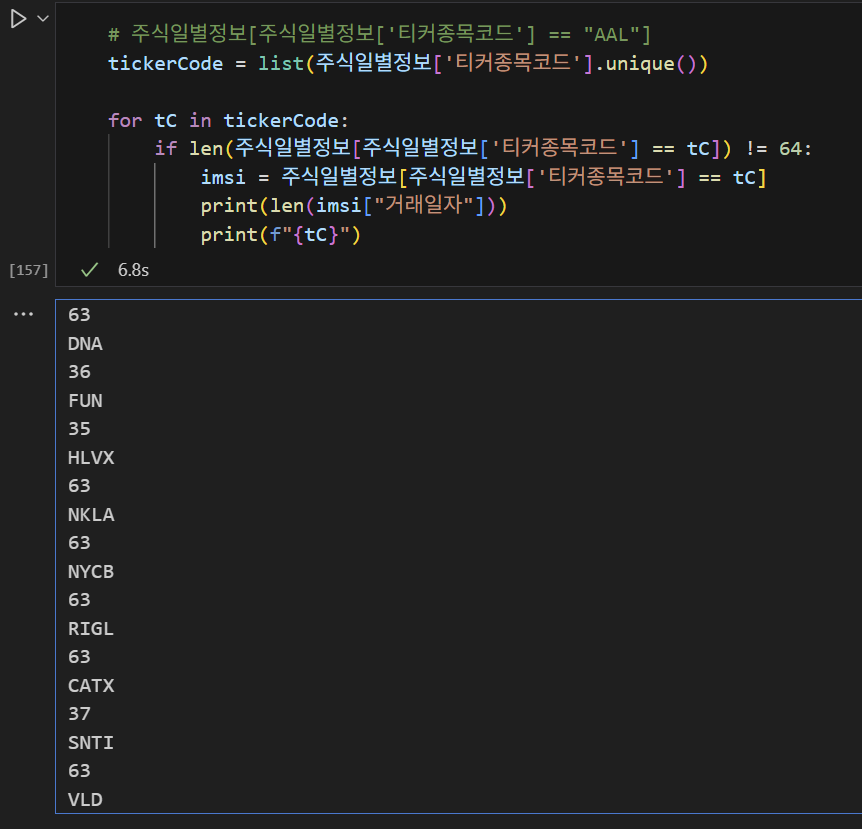 # 주식일별정보[주식일별정보['티커종목코드'] == "AAL"]
tickerCode = list(주식일별정보['티커종목코드'].unique())
for tC in tickerCode:
if len(주식일별정보[주식일별정보['티커종목코드'] == tC]) != 64:
imsi = 주식일별정보[주식일별정보['티커종목코드'] == tC]
print(len(imsi["거래일자"]))
print(f"{tC}")
[157] 6.8s
63
DNA
36
FUN
35
HLVX
63
NKLA
63
NYCB
63
RIGL
63
CATX
37
SNTI
63
VLD